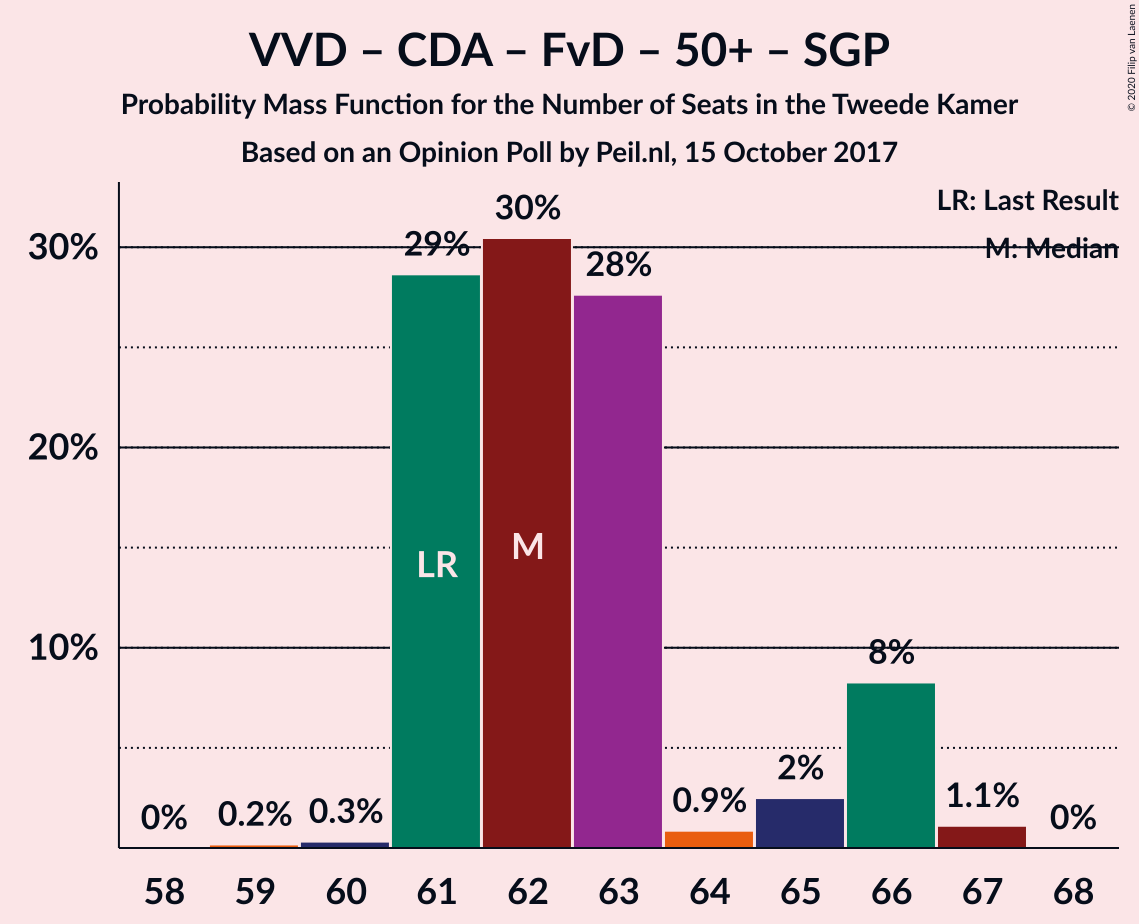 VVD – CDA – FvD – 50+ – SGP
Probability Mass Function for the Number of Seats in the Tweede Kamer
Based on an Opinion Poll by Peil.nl, 15 October 2017
© 2020 Filip van Laenen
LR: Last Result
M: Median
30%
20%
10%
0%
0.2%
0.3%
29%
30%
28%
0.9%
2%
8%
1.1%
0%
LR
M
58 59 60 61 62 63 64 65 66 67 68